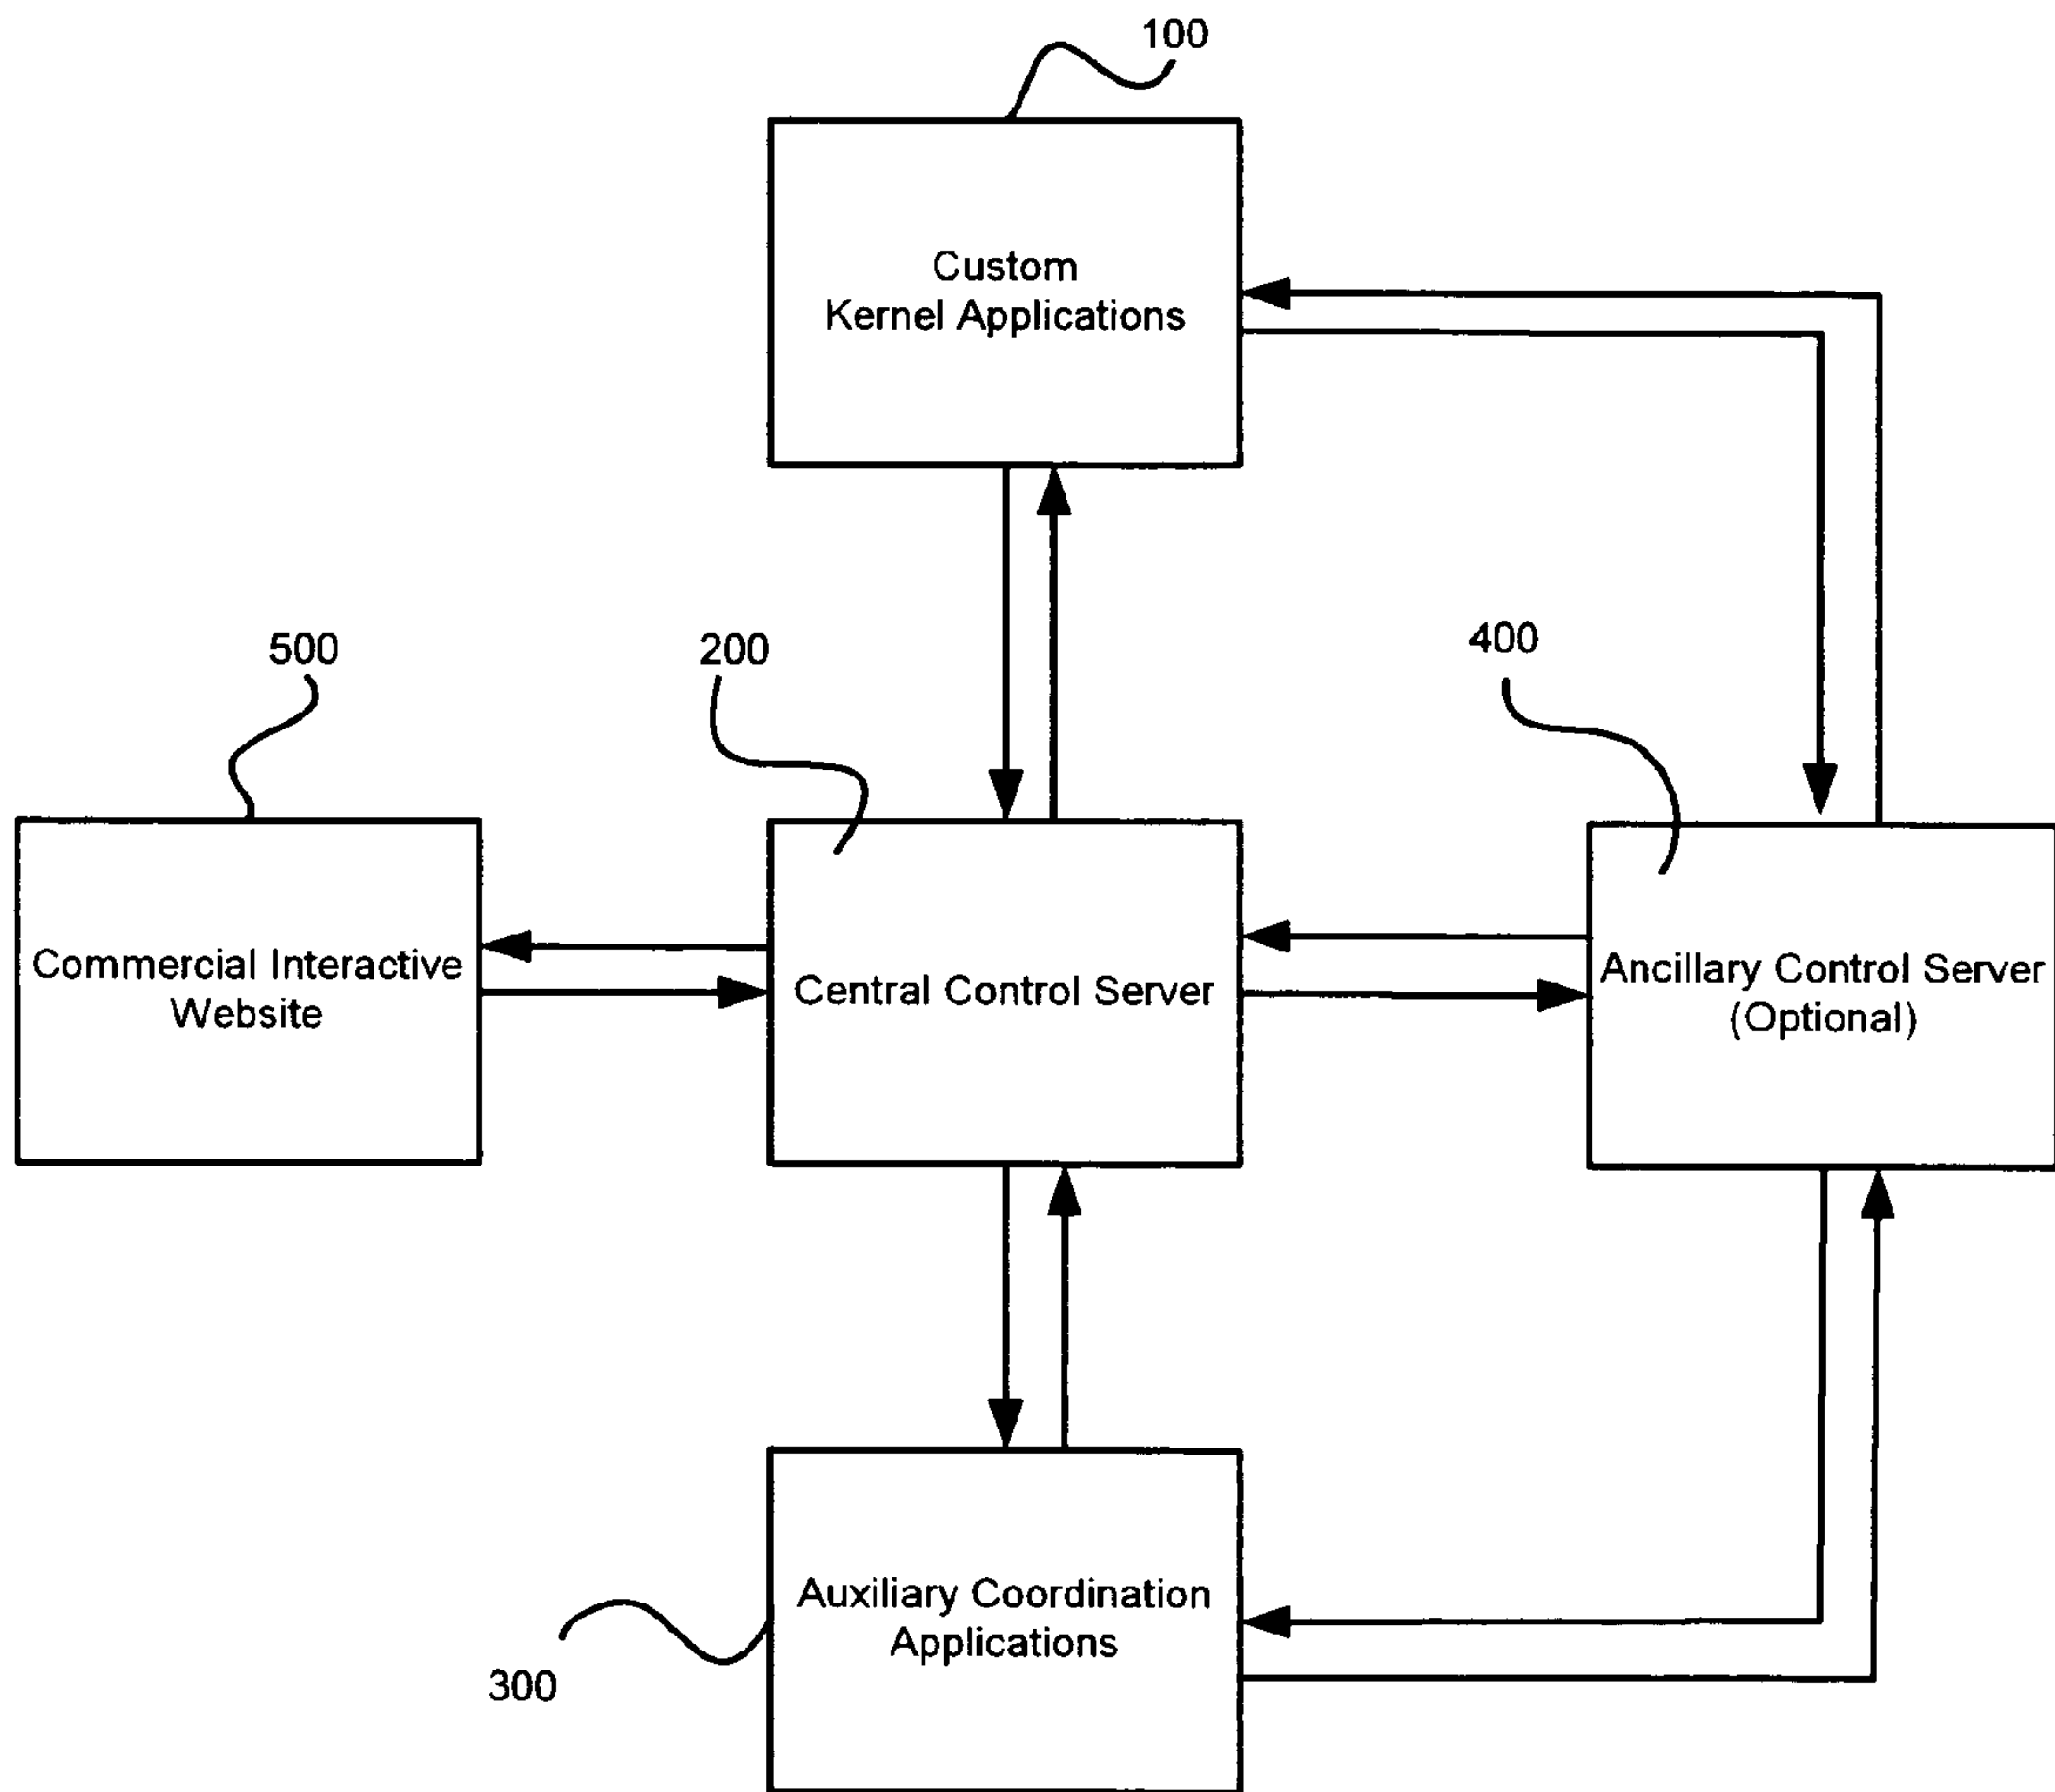 100
Custom
Kernel Applications
500
200
400
Commercial Interactive
Website
Central Control Server
Ancillary Control Server
(Optional)
Auxiliary Coordination
Applications
300